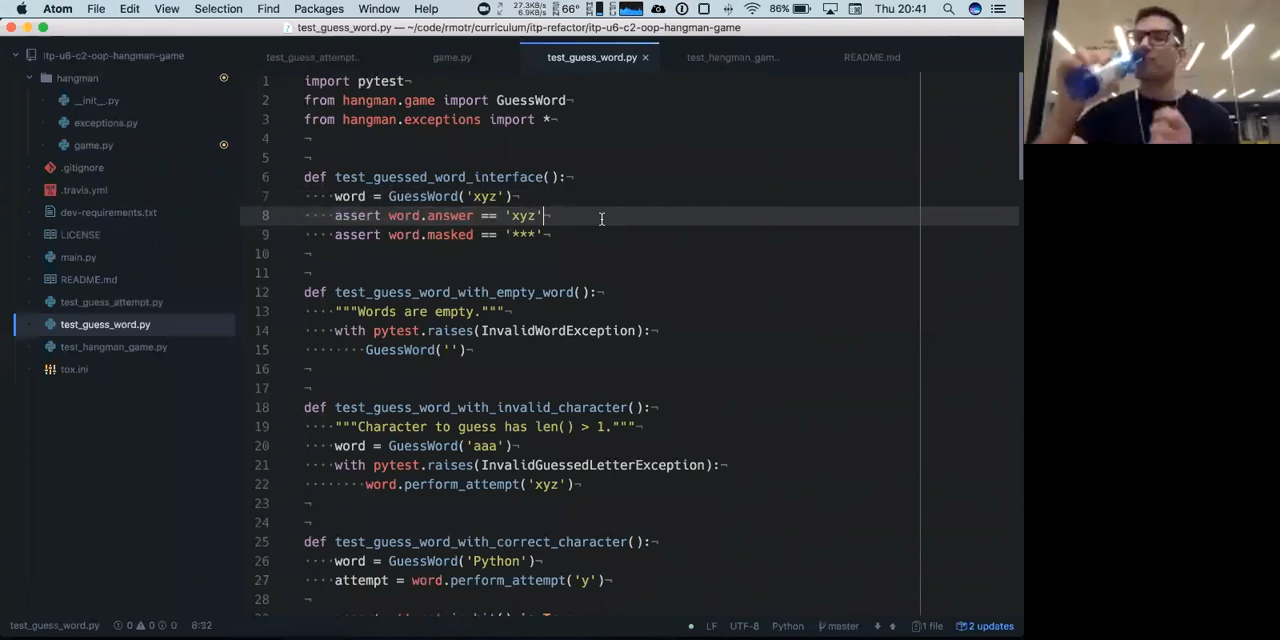 Atom File Edit View Selection Find Packages Window Help 27.3KB/s 9.4KB/s 66° 86% Thu 20:41
test_guess_word.py — ~/code/rmotr/curriculum/itp-refactor/itp-u6-c2-oop-hangman-game
itp-u6-c2-oop-hangman-game
hangman
__init__.py
exceptions.py
game.py
.gitignore
.travis.yml
dev-requirements.txt
LICENSE
main.py
README.md
test_guess_attempt.py
test_guess_word.py
test_hangman_game.py
tox.ini
test_guess_attempt.. game.py test_guess_word.py × test_hangman_gam.. README.md
1 import pytest¬
2 from hangman.game import GuessWord¬
3 from hangman.exceptions import *¬
4 ¬
5 ¬
6 def test_guessed_word_interface():¬
7 ····word = GuessWord('xyz')¬
8 ····assert word.answer == 'xyz'¬
9 ····assert word.masked == '***'¬
10 ¬
11 ¬
12 def test_guess_word_with_empty_word():¬
13 ····"""Words are empty."""¬
14 ····with pytest.raises(InvalidWordException):¬
15 ········GuessWord('')¬
16 ¬
17 ¬
18 def test_guess_word_with_invalid_character():¬
19 ····"""Character to guess has len() > 1."""¬
20 ····word = GuessWord('aaa')¬
21 ····with pytest.raises(InvalidGuessedLetterException):¬
22 ········word.perform_attempt('xyz')¬
23 ¬
24 ¬
25 def test_guess_word_with_correct_character():¬
26 ····word = GuessWord('Python')¬
27 ····attempt = word.perform_attempt('y')¬
28 ¬
test_guess_word.py 0 0 0 8:32 LF UTF-8 Python master 1 file 2 updates